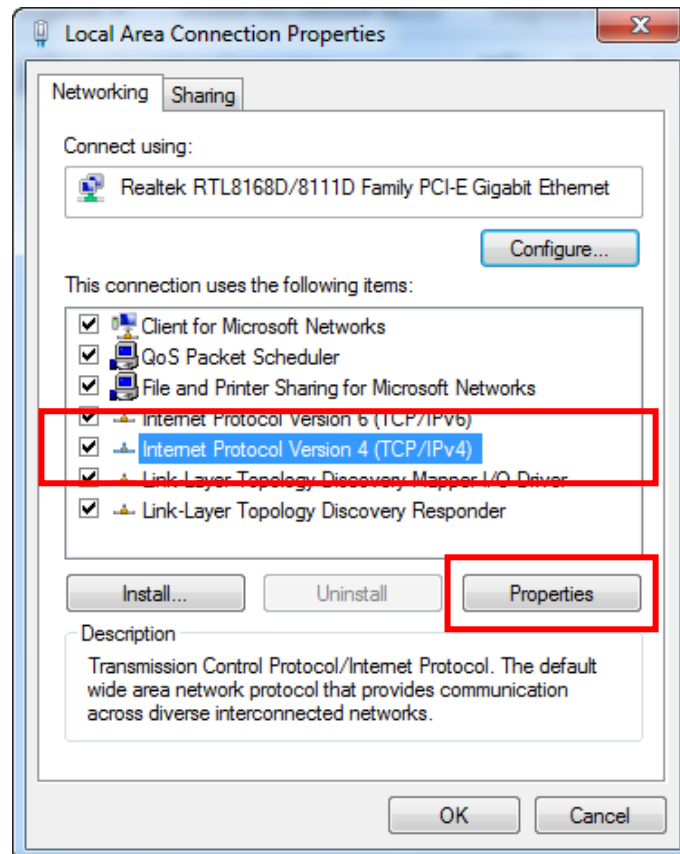 Local Area Connection Properties
Networking
Sharing
Connect using:
Realtek RTL8168D/8111D Family PCI-E Gigabit Ethernet
Configure...
This connection uses the following items:
Client for Microsoft Networks
QoS Packet Scheduler
File and Printer Sharing for Microsoft Networks
Internet Protocol Version 6 (TCP/IPv6)
Internet Protocol Version 4 (TCP/IPv4)
Link-Layer Topology Discovery Mapper I/O Driver
Link-Layer Topology Discovery Responder
Install...
Uninstall
Properties
Description
Transmission Control Protocol/Internet Protocol. The default
wide area network protocol that provides communication
across diverse interconnected networks.
OK
Cancel